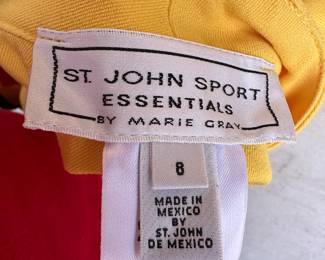 ST. JOHN SPORT
ESSENTIALS
BY MARIE GRAY
8
MADE IN
MEXICO
BY
ST. JOHN
DE MEXICO